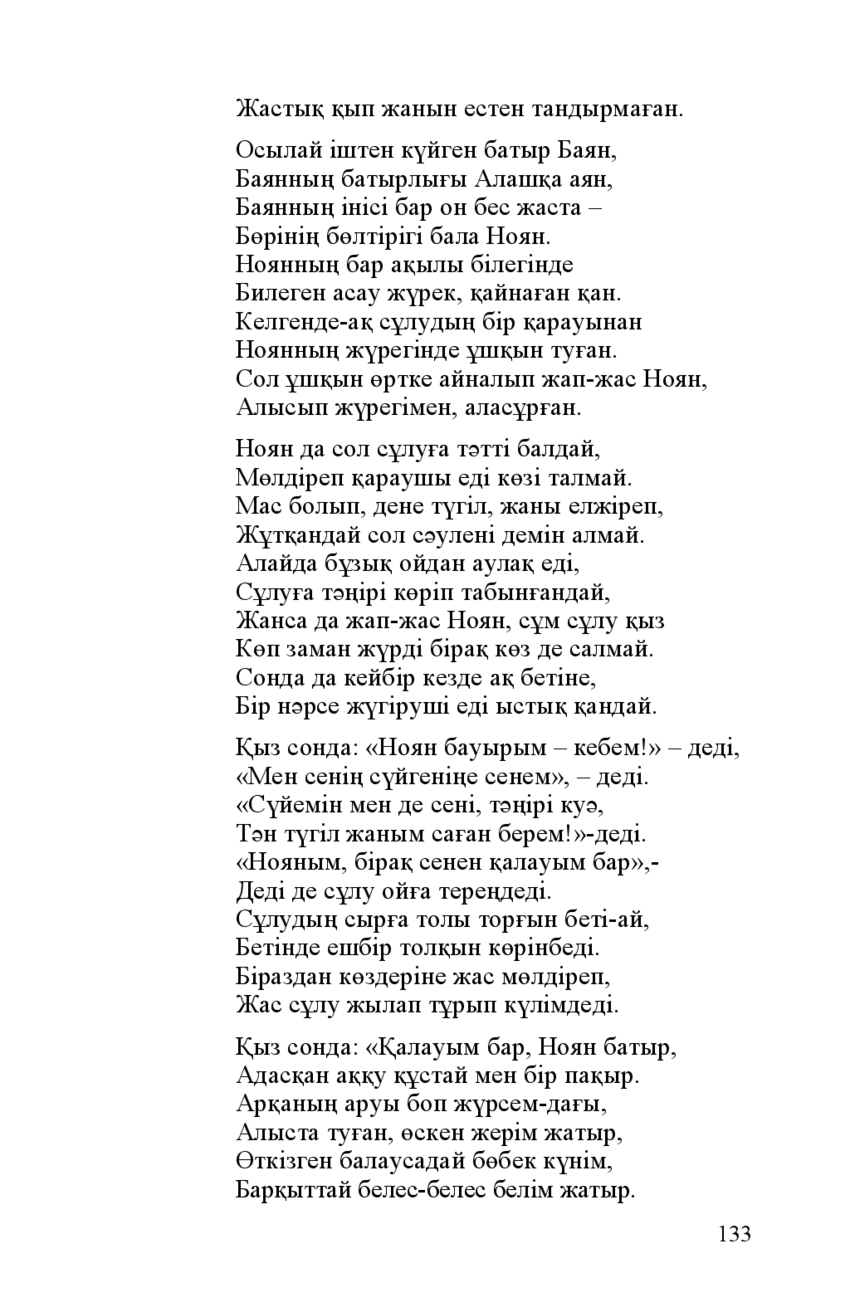 Жастық қып жанын естен тандырмаған.
Осылай іштен күйген батыр Баян,
Баянның батырлығы Алашқа аян,
Баянның інісі бар он бес жаста –
Бөрінің бөлтірігі бала Ноян.
Ноянның бар ақылы білегінде
Билеген асау жүрек, қайнаған қан.
Келгенде-ақ сұлудың бір қарауынан
Ноянның жүрегінде ұшқын туған.
Сол ұшқын өртке айналып жап-жас Ноян,
Алысып жүрегімен, аласұрған.
Ноян да сол сұлуға тәтті балдай,
Мөлдіреп қараушы еді көзі талмай.
Мас болып, дене түгіл, жаны елжіреп,
Жұтқандай сол сәулені демін алмай.
Алайда бұзық ойдан аулақ еді,
Сұлуға тәңірі көріп табынғандай,
Жанса да жап-жас Ноян, сұм сұлу қыз
Көп заман жүрді бірақ көз де салмай.
Сонда да кейбір кезде ақ бетіне,
Бір нәрсе жүгіруші еді ыстық қандай.
Қыз сонда: «Ноян бауырым – кебем!» – деді,
«Мен сенің сүйгеніңе сенем», – деді.
«Сүйемін мен де сені, тәңірі куә,
Тән түгіл жаным саған берем!»-деді.
«Нояным, бірақ сенен қалауым бар»,-
Деді де сұлу ойға тереңдеді.
Сұлудың сырға толы торғын беті-ай,
Бетінде ешбір толқын көрінбеді.
Біраздан көздеріне жас мөлдіреп,
Жас сұлу жылап тұрып күлімдеді.
Қыз сонда: «Қалауым бар, Ноян батыр,
Адасқан аққу құстай мен бір пақыр.
Арқаның аруы боп жүрсем-дағы,
Алыста туған, өскен жерім жатыр,
Өткізген балаусадай бөбек күнім,
Барқыттай белес-белес белім жатыр.
133